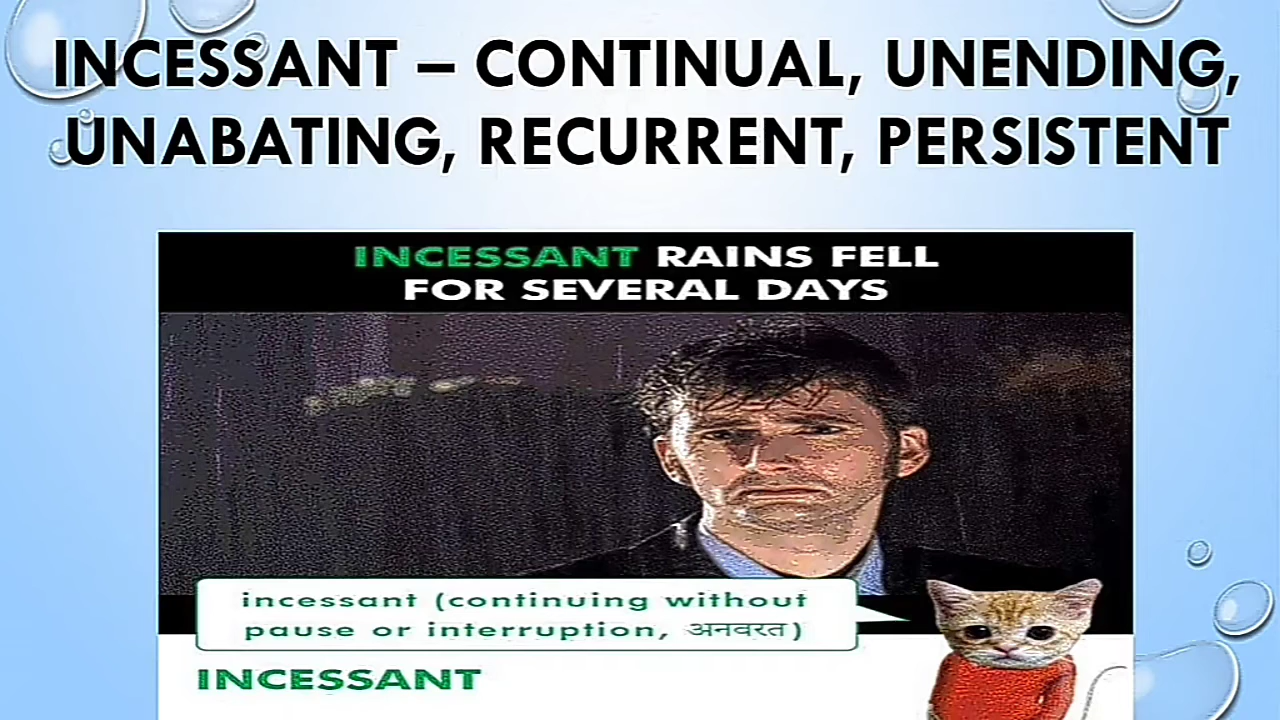 INCESSANT – CONTINUAL, UNENDING,
UNABATING, RECURRENT, PERSISTENT
INCESSANT RAINS FELL
FOR SEVERAL DAYS
incessant (continuing without
pause or interruption, अनवरत)
INCESSANT